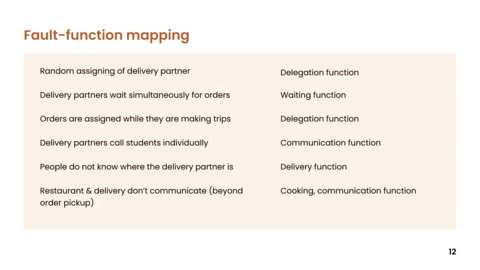 Fault-function mapping
Random assigning of delivery partner
Delegation function
Delivery partners wait simultaneously for orders
Waiting function
Orders are assigned while they are making trips
Delegation function
Delivery partners call students individually
Communication function
People do not know where the delivery partner is
Delivery function
Restaurant & delivery don't communicate (beyond
order pickup)
Cooking, communication function
12